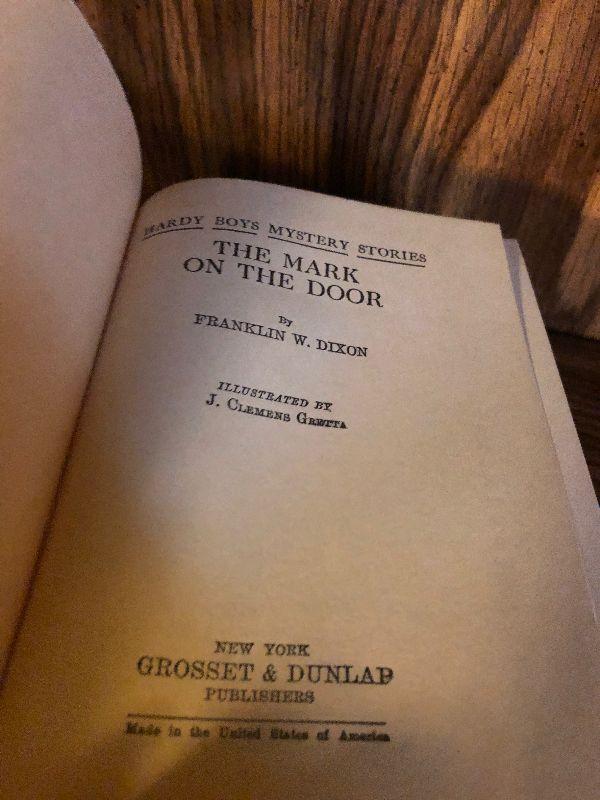 HARDY BOYS MYSTERY STORIES
THE MARK
ON THE DOOR
By
FRANKLIN W. DIXON
ILLUSTRATED BY
J. CLEMENS GRETTA
NEW YORK
GROSSET & DUNLAP
PUBLISHERS
Made in the United States of America